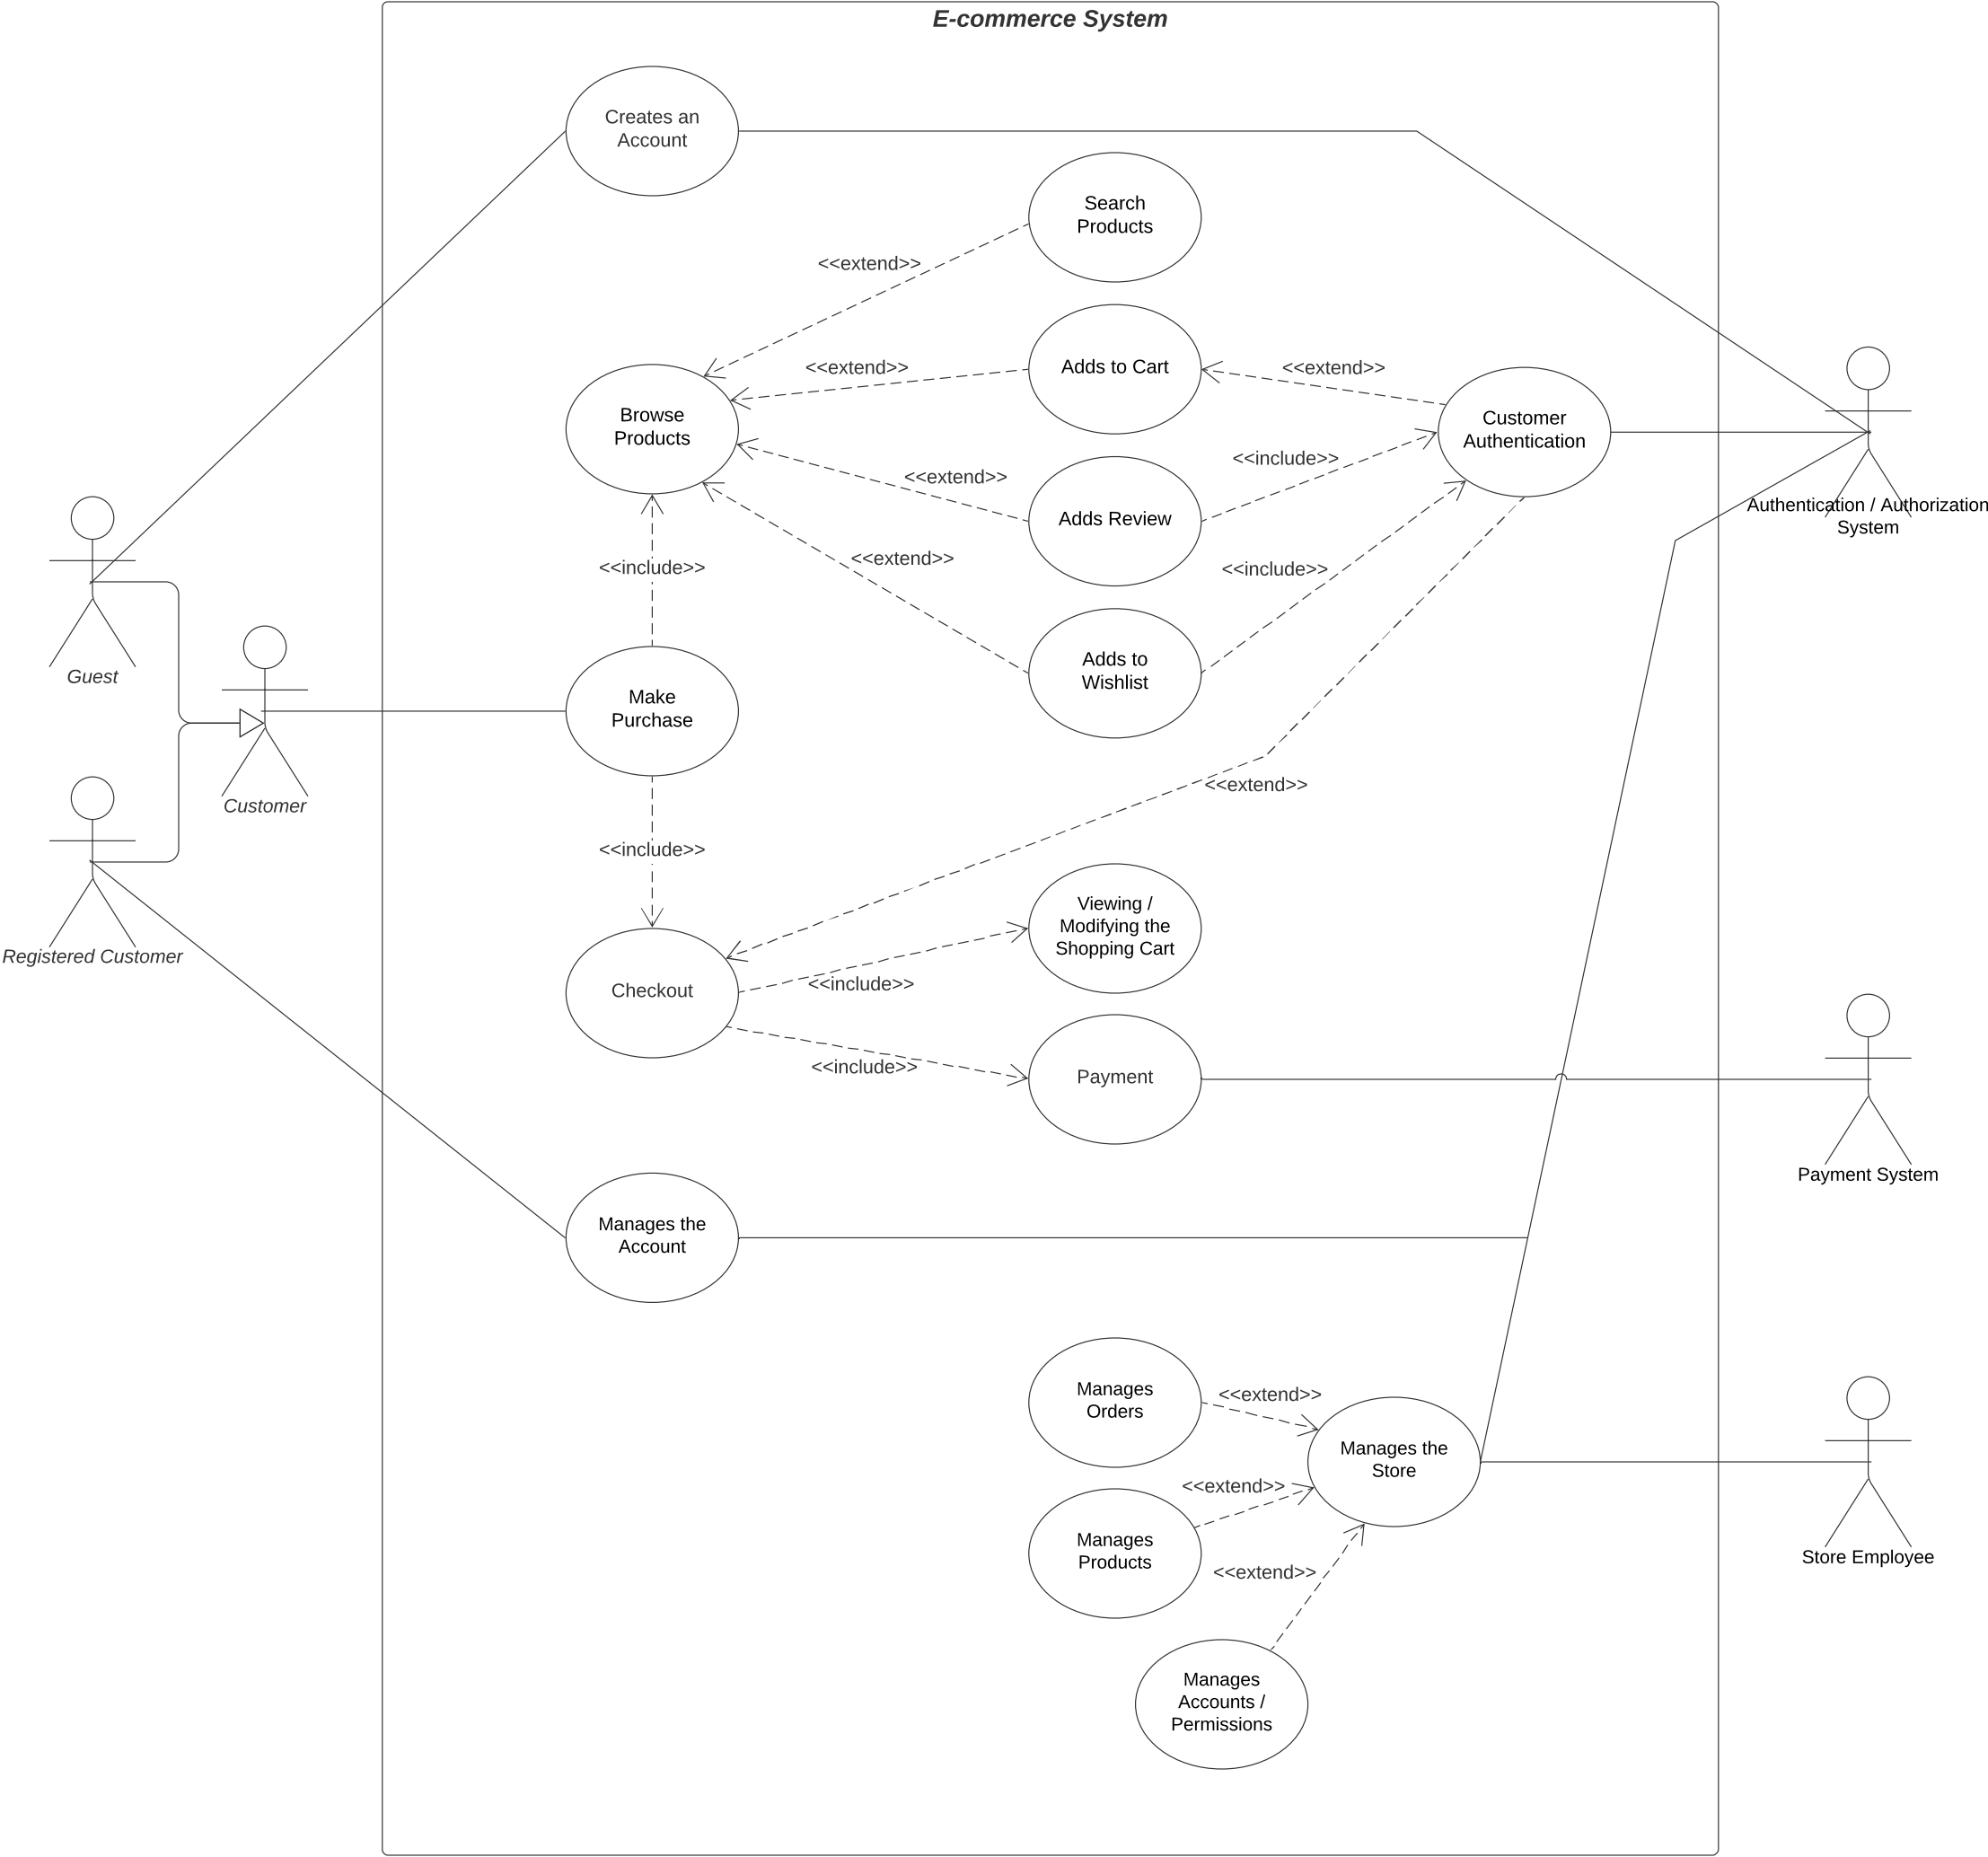 E-commerce System
Creates an
Account
Search
Products
<<extend>>
Adds to Cart
<<extend>>
<<extend>>
Browse
Products
Customer
Authentication
<<include>>
<<extend>>
Adds Review
Authentication / Authorization
System
<<extend>>
<<include>>
<<include>>
Guest
Adds to
Wishlist
Make
Purchase
<<extend>>
Customer
<<include>>
Viewing /
Modifying the
Shopping Cart
Registered Customer
<<include>>
Checkout
<<include>>
Payment
Payment System
Manages the
Account
Manages
Orders
<<extend>>
Manages the
Store
<<extend>>
Manages
Products
Store Employee
<<extend>>
Manages
Accounts /
Permissions